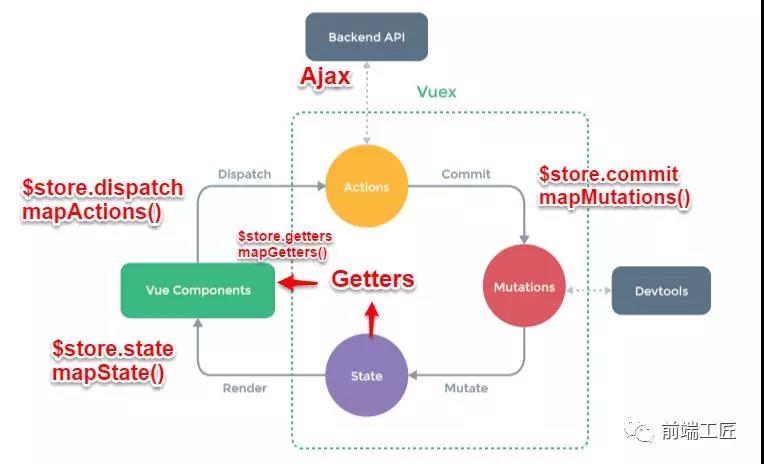 Backend API
Ajax
Vuex
Dispatch
Actions
Commit
$store.dispatch
mapActions()
$store.commit
mapMutations()
$store.getters
mapGetters()
Vue Components
Getters
Mutations
Devtools
$store.state
mapState()
State
Render
Mutate
前端工匠